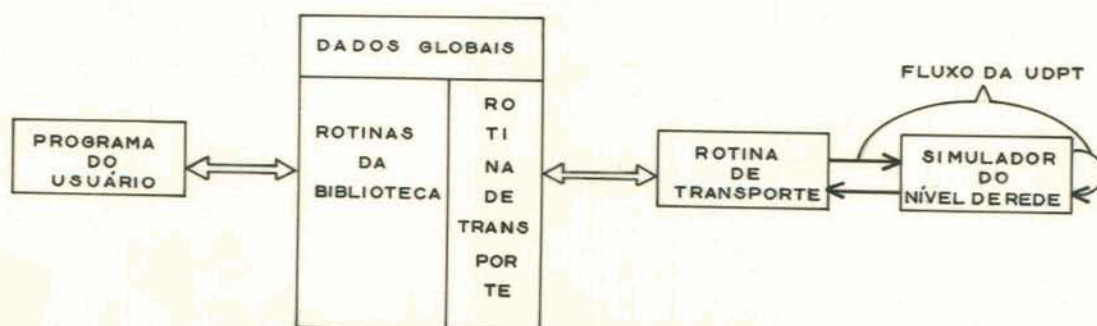 DADOS GLOBAIS
FLUXO DA UDPT
PROGRAMA
DO
USUÁRIO
ROTINAS
DA
BIBLIOTECA
RO
TI
NA
DE
TRANS
POR
TE
ROTINA
DE
TRANSPORTE
SIMULADOR
DO
NÍVEL DE REDE